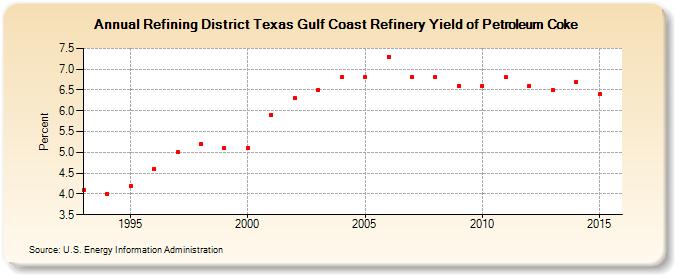 Annual Refining District Texas Gulf Coast Refinery Yield of Petroleum Coke
Percent
7.5
7.0
6.5
6.0
5.5
5.0
4.5
4.0
3.5
1995 2000 2005 2010 2015
Source: U.S. Energy Information Administration